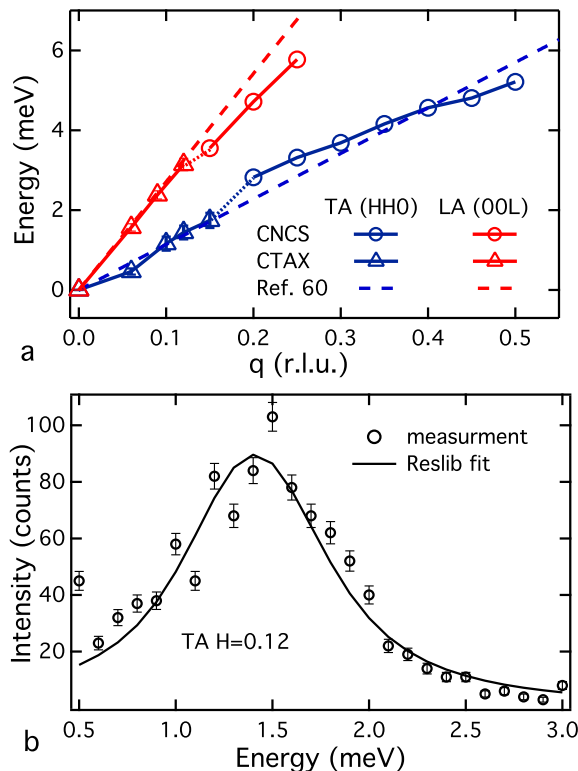 6
4
2
0
Energy (meV)
TA (HH0) LA (00L)
CNCS
CTAX
Ref. 60
0.0 0.1 0.2 0.3 0.4 0.5
q (r.l.u.)
a
100
80
60
40
20
Intensity (counts)
measurment
Reslib fit
TA H=0.12
0.5 1.0 1.5 2.0 2.5 3.0
Energy (meV)
b